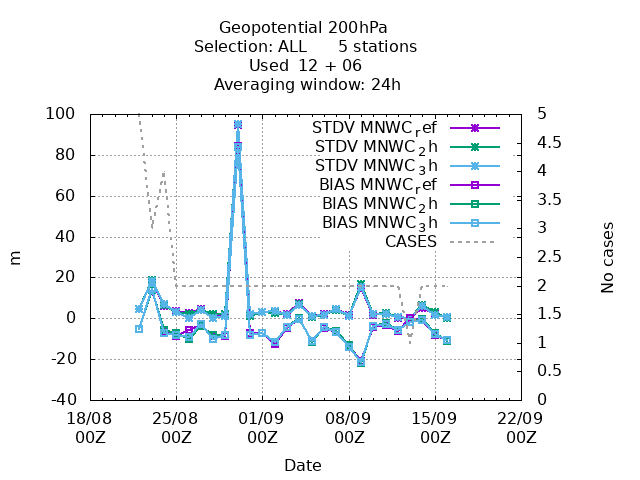 Geopotential 200hPa
Selection: ALL      5 stations
Used  12 + 06
Averaging window: 24h
STDV MNWC_ref
STDV MNWC_2h
STDV MNWC_3h
BIAS MNWC_ref
BIAS MNWC_2h
BIAS MNWC_3h
CASES
100
80
60
40
20
0
-20
-40
m
5
4.5
4
3.5
3
2.5
2
1.5
1
0.5
0
No cases
18/08 25/08 01/09 08/09 15/09 22/09
00Z 00Z 00Z 00Z 00Z 00Z
Date